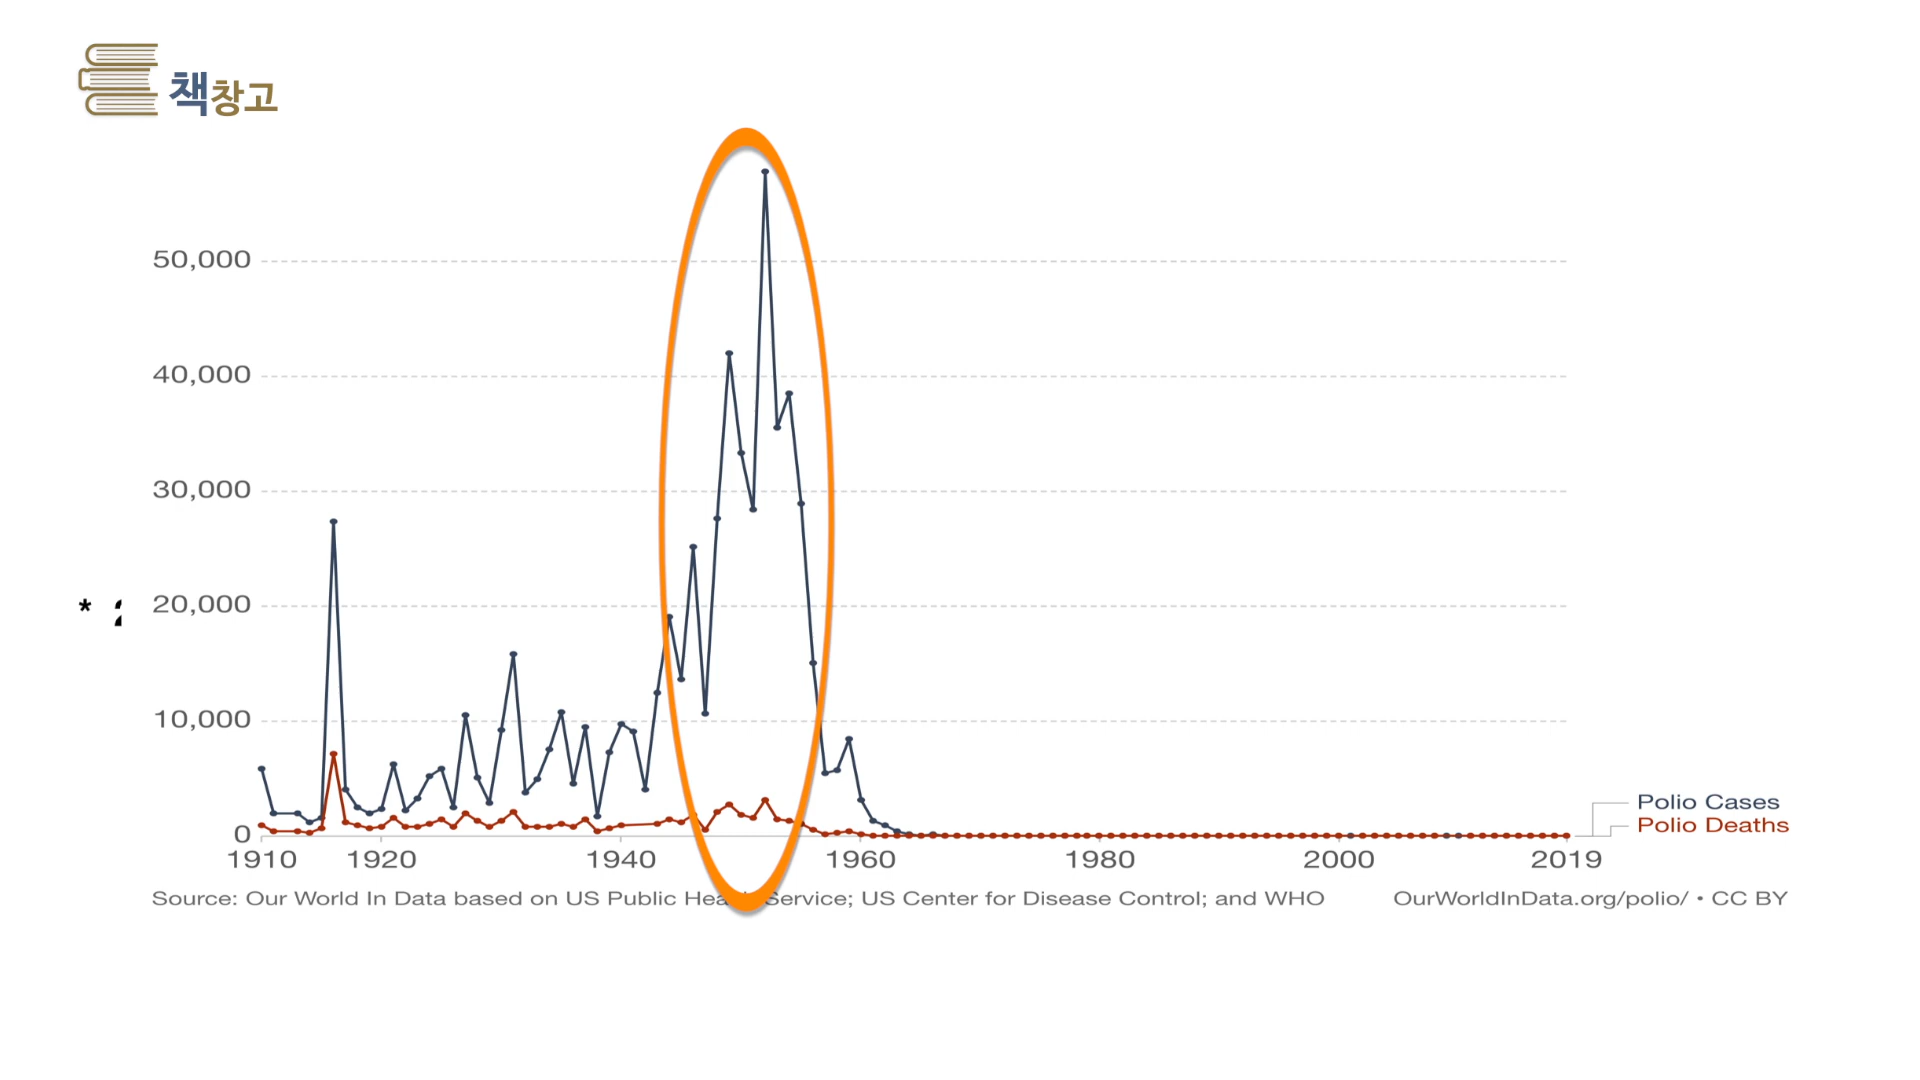 책창고
50,000
40,000
30,000
*
20,000
10,000
0
1910 1920 1940 1960 1980 2000 2019
Polio Cases
Polio Deaths
Source: Our World In Data based on US Public Service; US Center for Disease Control; and WHO OurWorldInData.org/polio/ • CC BY